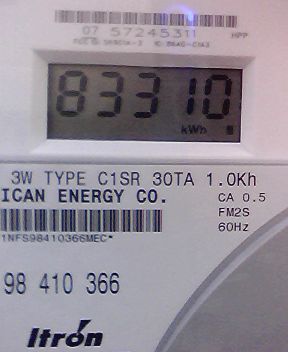 07 57245311 HPP
83310
kWh
3W TYPE C1SR 30TA 1.0Kh
ICAN ENERGY CO. CA 0.5
FM2S
1NFS98410366MEC* 60Hz
98 410 366
Itron